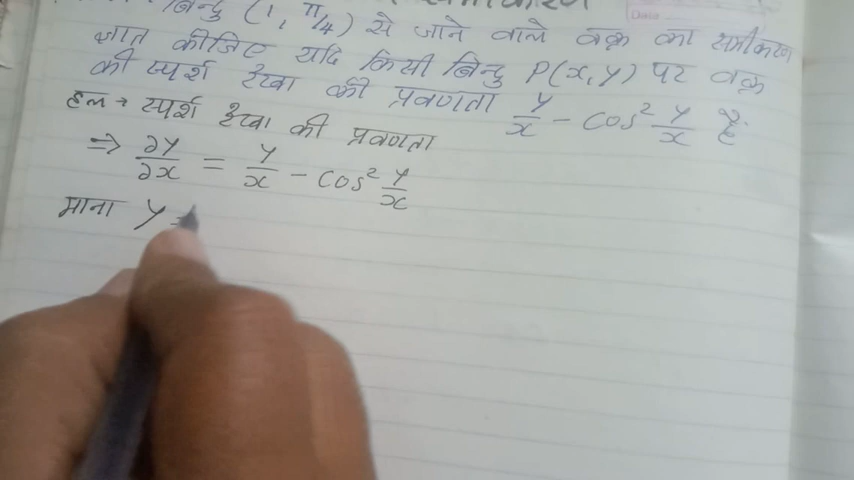 बिन्दु (1, π/4) से जाने वाले वक्र का समीकरण
ज्ञात कीजिए यदि किसी बिन्दु P(x,y) पर वक्र
की स्पर्श रेखा की प्रवणता y/x - cos² y/x है
हल → स्पर्श रेखा की प्रवणता
⇒ ∂y/∂x = y/x - cos² y/x
माना y =